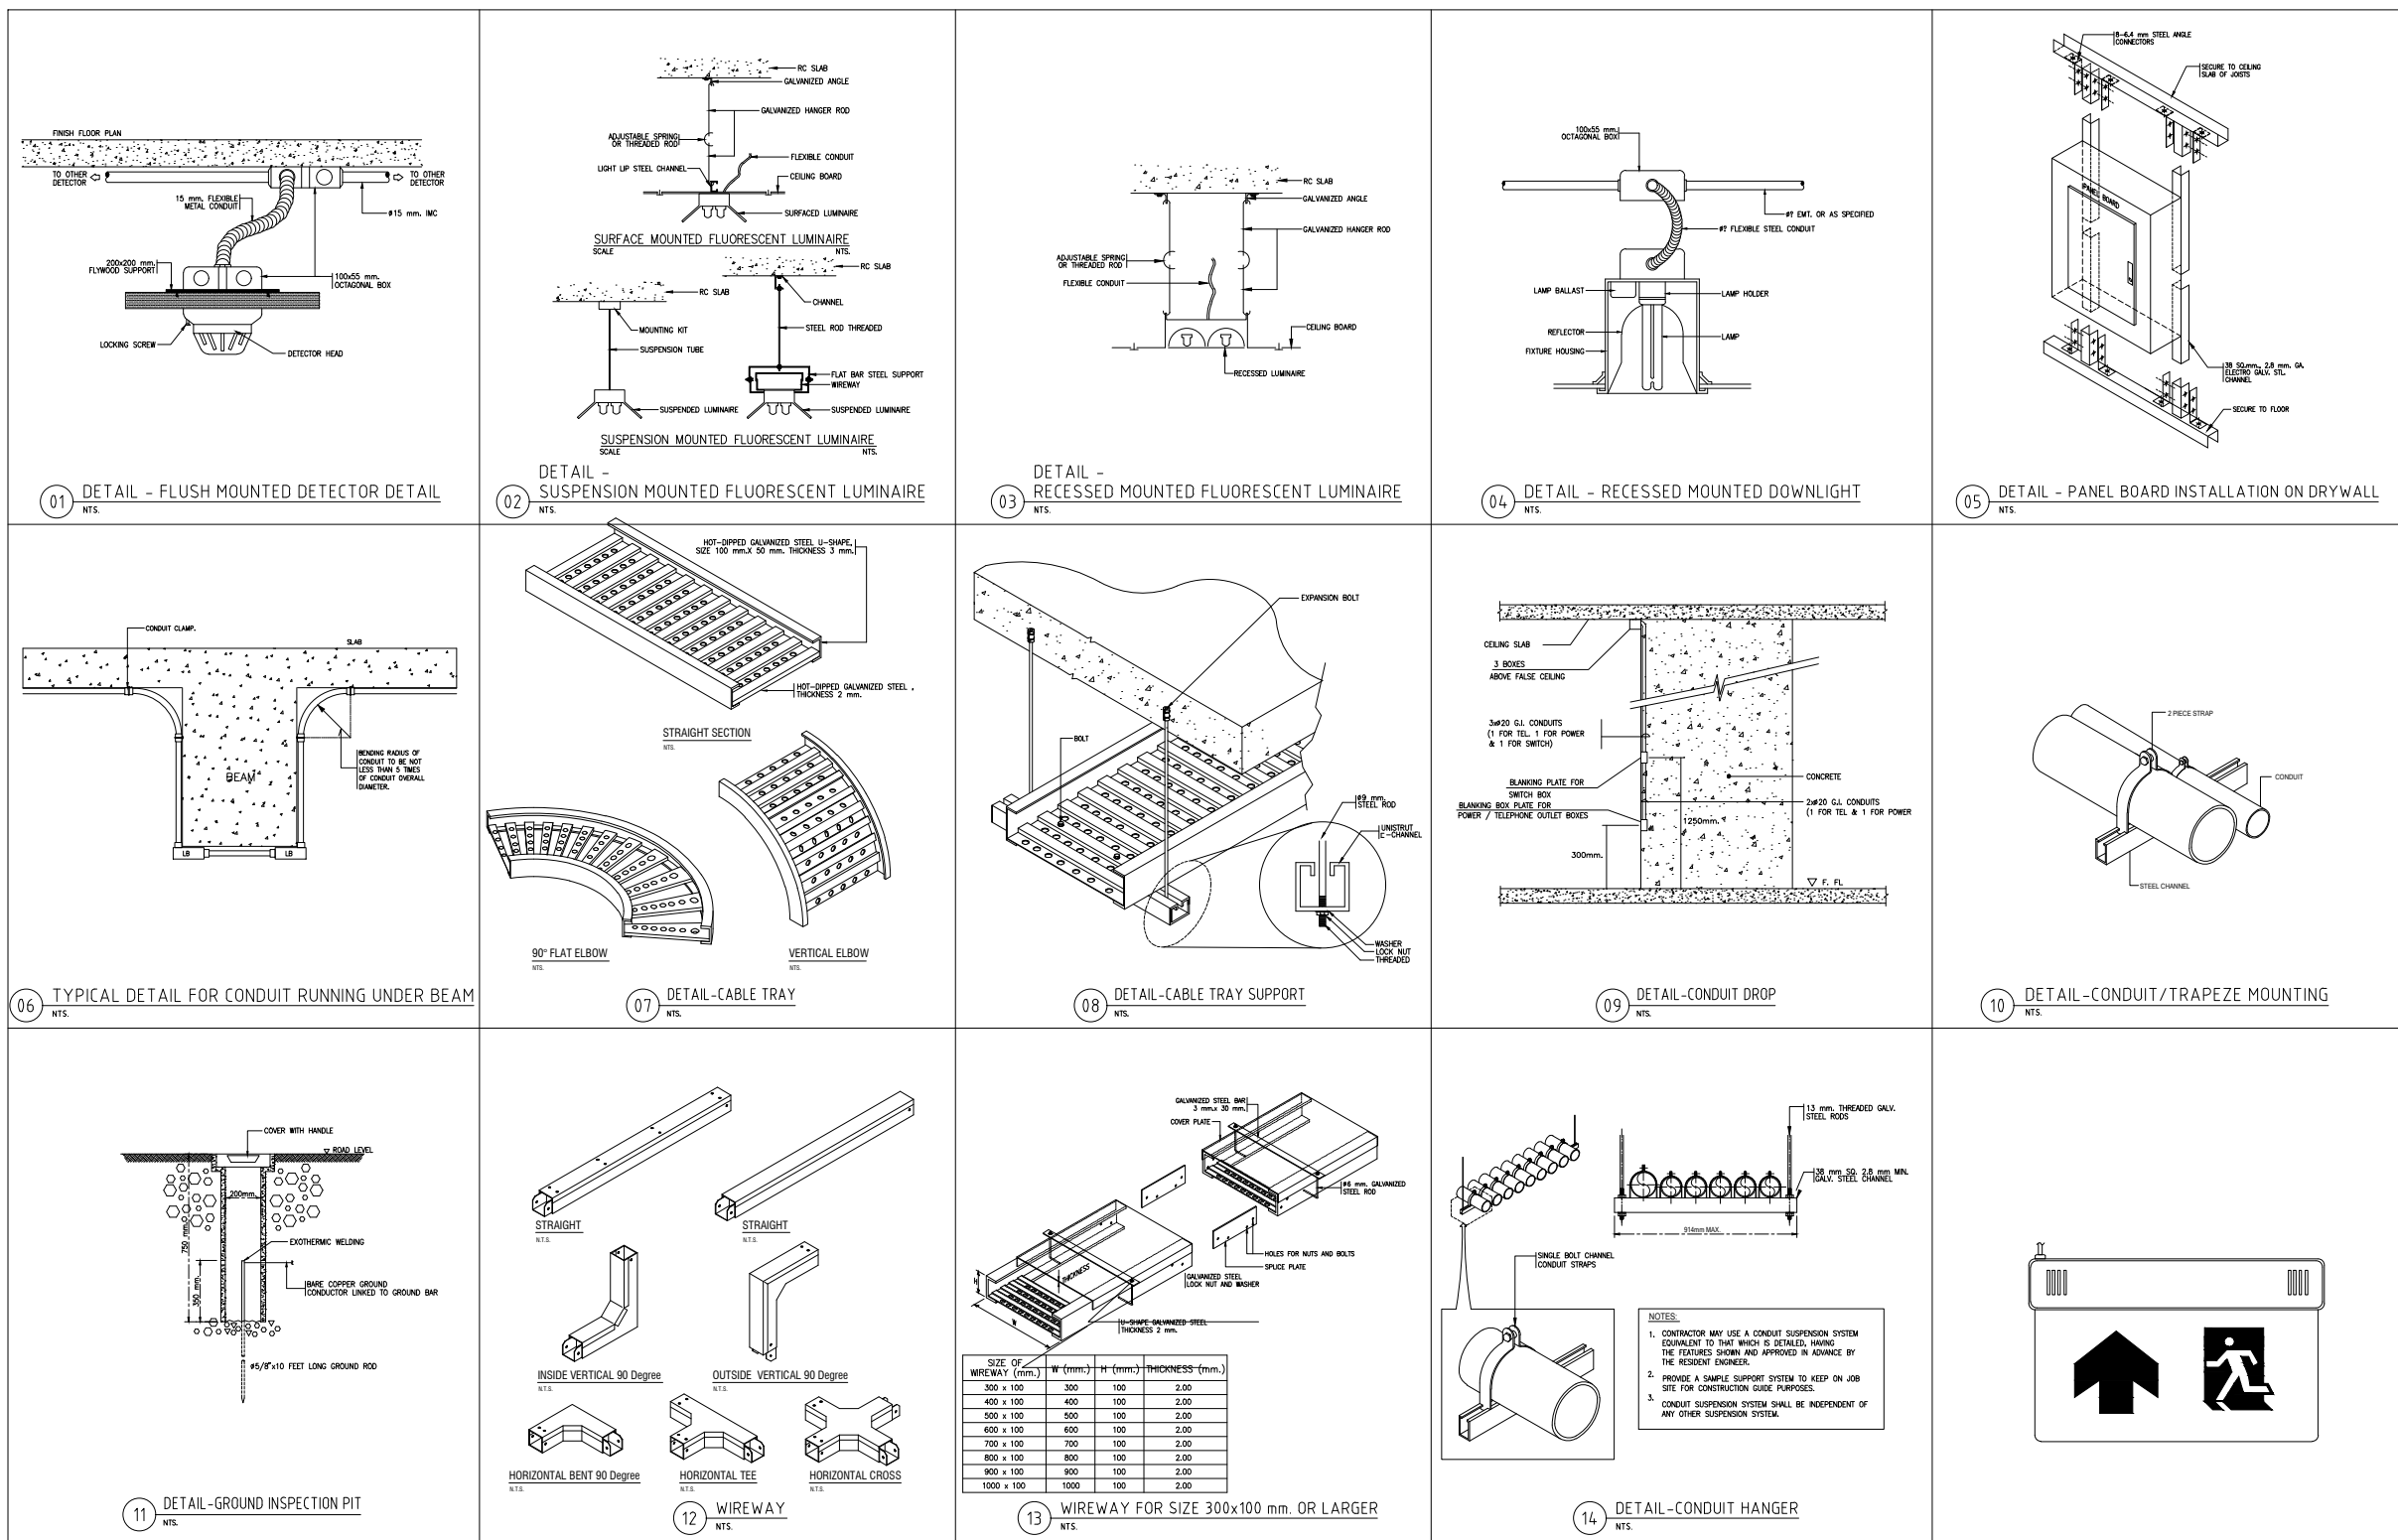 FINISH FLOOR PLAN
TO OTHER
DETECTOR
TO OTHER
DETECTOR
15 mm. FLEXIBLE
METAL CONDUIT
ø15 mm. IMC
200x200 mm.
FLYWOOD SUPPORT
100x55 mm.
OCTAGONAL BOX
LOCKING SCREW
DETECTOR HEAD
01
DETAIL - FLUSH MOUNTED DETECTOR DETAIL
NTS.
RC SLAB
GALVANIZED ANGLE
GALVANIZED HANGER ROD
ADJUSTABLE SPRING
OR THREADED ROD
FLEXIBLE CONDUIT
LIGHT LIP STEEL CHANNEL
CEILING BOARD
SURFACED LUMINAIRE
SURFACE MOUNTED FLUORESCENT LUMINAIRE
SCALE
NTS.
RC SLAB
RC SLAB
CHANNEL
MOUNTING KIT
STEEL ROD THREADED
SUSPENSION TUBE
FLAT BAR STEEL SUPPORT
WIREWAY
SUSPENDED LUMINAIRE
SUSPENDED LUMINAIRE
SUSPENSION MOUNTED FLUORESCENT LUMINAIRE
SCALE
NTS.
02
DETAIL -
SUSPENSION MOUNTED FLUORESCENT LUMINAIRE
NTS.
RC SLAB
GALVANIZED ANGLE
GALVANIZED HANGER ROD
ADJUSTABLE SPRING
OR THREADED ROD
FLEXIBLE CONDUIT
CEILING BOARD
RECESSED LUMINAIRE
03
DETAIL -
RECESSED MOUNTED FLUORESCENT LUMINAIRE
NTS.
100x55 mm.
OCTAGONAL BOX
ø? EMT. OR AS SPECIFIED
ø? FLEXIBLE STEEL CONDUIT
LAMP BALLAST
LAMP HOLDER
REFLECTOR
LAMP
FIXTURE HOUSING
04
DETAIL - RECESSED MOUNTED DOWNLIGHT
NTS.
8-6.4 mm STEEL ANGLE
CONNECTORS
SECURE TO CEILING
SLAB OF JOISTS
PANEL BOARD
38 SQ.mm., 2.8 mm. GA.
ELECTRO GALV. STL.
CHANNEL
SECURE TO FLOOR
05
DETAIL - PANEL BOARD INSTALLATION ON DRYWALL
NTS.
CONDUIT CLAMP.
SLAB
BEAM
BENDING RADIUS OF
CONDUIT TO BE NOT
LESS THAN 5 TIMES
OF CONDUIT OVERALL
DIAMETER.
LB
LB
06
TYPICAL DETAIL FOR CONDUIT RUNNING UNDER BEAM
NTS.
HOT-DIPPED GALVANIZED STEEL U-SHAPE,
SIZE 100 mm.X 50 mm. THICKNESS 3 mm.
HOT-DIPPED GALVANIZED STEEL ,
THICKNESS 2 mm.
STRAIGHT SECTION
NTS.
90° FLAT ELBOW
NTS.
VERTICAL ELBOW
NTS.
07
DETAIL-CABLE TRAY
NTS.
EXPANSION BOLT
BOLT
ø9 mm.
STEEL ROD
UNISTRUT
C-CHANNEL
WASHER
LOCK NUT
THREADED
08
DETAIL-CABLE TRAY SUPPORT
NTS.
CEILING SLAB
3 BOXES
ABOVE FALSE CEILING
3xø20 G.I. CONDUITS
(1 FOR TEL. 1 FOR POWER
& 1 FOR SWITCH)
BLANKING PLATE FOR
SWITCH BOX
BLANKING BOX PLATE FOR
POWER / TELEPHONE OUTLET BOXES
CONCRETE
2xø20 G.I. CONDUITS
(1 FOR TEL & 1 FOR POWER
1250mm.
300mm.
F. FL
09
DETAIL-CONDUIT DROP
NTS.
2 PIECE STRAP
CONDUIT
STEEL CHANNEL
10
DETAIL-CONDUIT/TRAPEZE MOUNTING
NTS.
COVER WITH HANDLE
ROAD LEVEL
200mm.
750 mm.
EXOTHERMIC WELDING
350 mm.
BARE COPPER GROUND
CONDUCTOR LINKED TO GROUND BAR
ø5/8"x10 FEET LONG GROUND ROD
11
DETAIL-GROUND INSPECTION PIT
NTS.
STRAIGHT
N.T.S.
STRAIGHT
N.T.S.
INSIDE VERTICAL 90 Degree
N.T.S.
OUTSIDE VERTICAL 90 Degree
N.T.S.
HORIZONTAL BENT 90 Degree
N.T.S.
HORIZONTAL TEE
N.T.S.
HORIZONTAL CROSS
N.T.S.
12
WIREWAY
NTS.
GALVANIZED STEEL BAR
3 mm.x 30 mm.
COVER PLATE
ø6 mm. GALVANIZED
STEEL ROD
HOLES FOR NUTS AND BOLTS
SPLICE PLATE
GALVANIZED STEEL
LOCK NUT AND WASHER
THICKNESS
H
W
U-SHAPE GALVANIZED STEEL
THICKNESS 2 mm.
SIZE OF
WIREWAY (mm.) W (mm.) H (mm.) THICKNESS (mm.)
300 x 100 300 100 2.00
400 x 100 400 100 2.00
500 x 100 500 100 2.00
600 x 100 600 100 2.00
700 x 100 700 100 2.00
800 x 100 800 100 2.00
900 x 100 900 100 2.00
1000 x 100 1000 100 2.00
13
WIREWAY FOR SIZE 300x100 mm. OR LARGER
NTS.
13 mm. THREADED GALV.
STEEL RODS
38 mm SQ. 2.8 mm MIN.
GALV. STEEL CHANNEL
914mm MAX.
SINGLE BOLT CHANNEL
CONDUIT STRAPS
NOTES:
1. CONTRACTOR MAY USE A CONDUIT SUSPENSION SYSTEM
EQUIVALENT TO THAT WHICH IS DETAILED, HAVING
THE FEATURES SHOWN AND APPROVED IN ADVANCE BY
THE RESIDENT ENGINEER.
2. PROVIDE A SAMPLE SUPPORT SYSTEM TO KEEP ON JOB
SITE FOR CONSTRUCTION GUIDE PURPOSES.
3. CONDUIT SUSPENSION SYSTEM SHALL BE INDEPENDENT OF
ANY OTHER SUSPENSION SYSTEM.
14
DETAIL-CONDUIT HANGER
NTS.